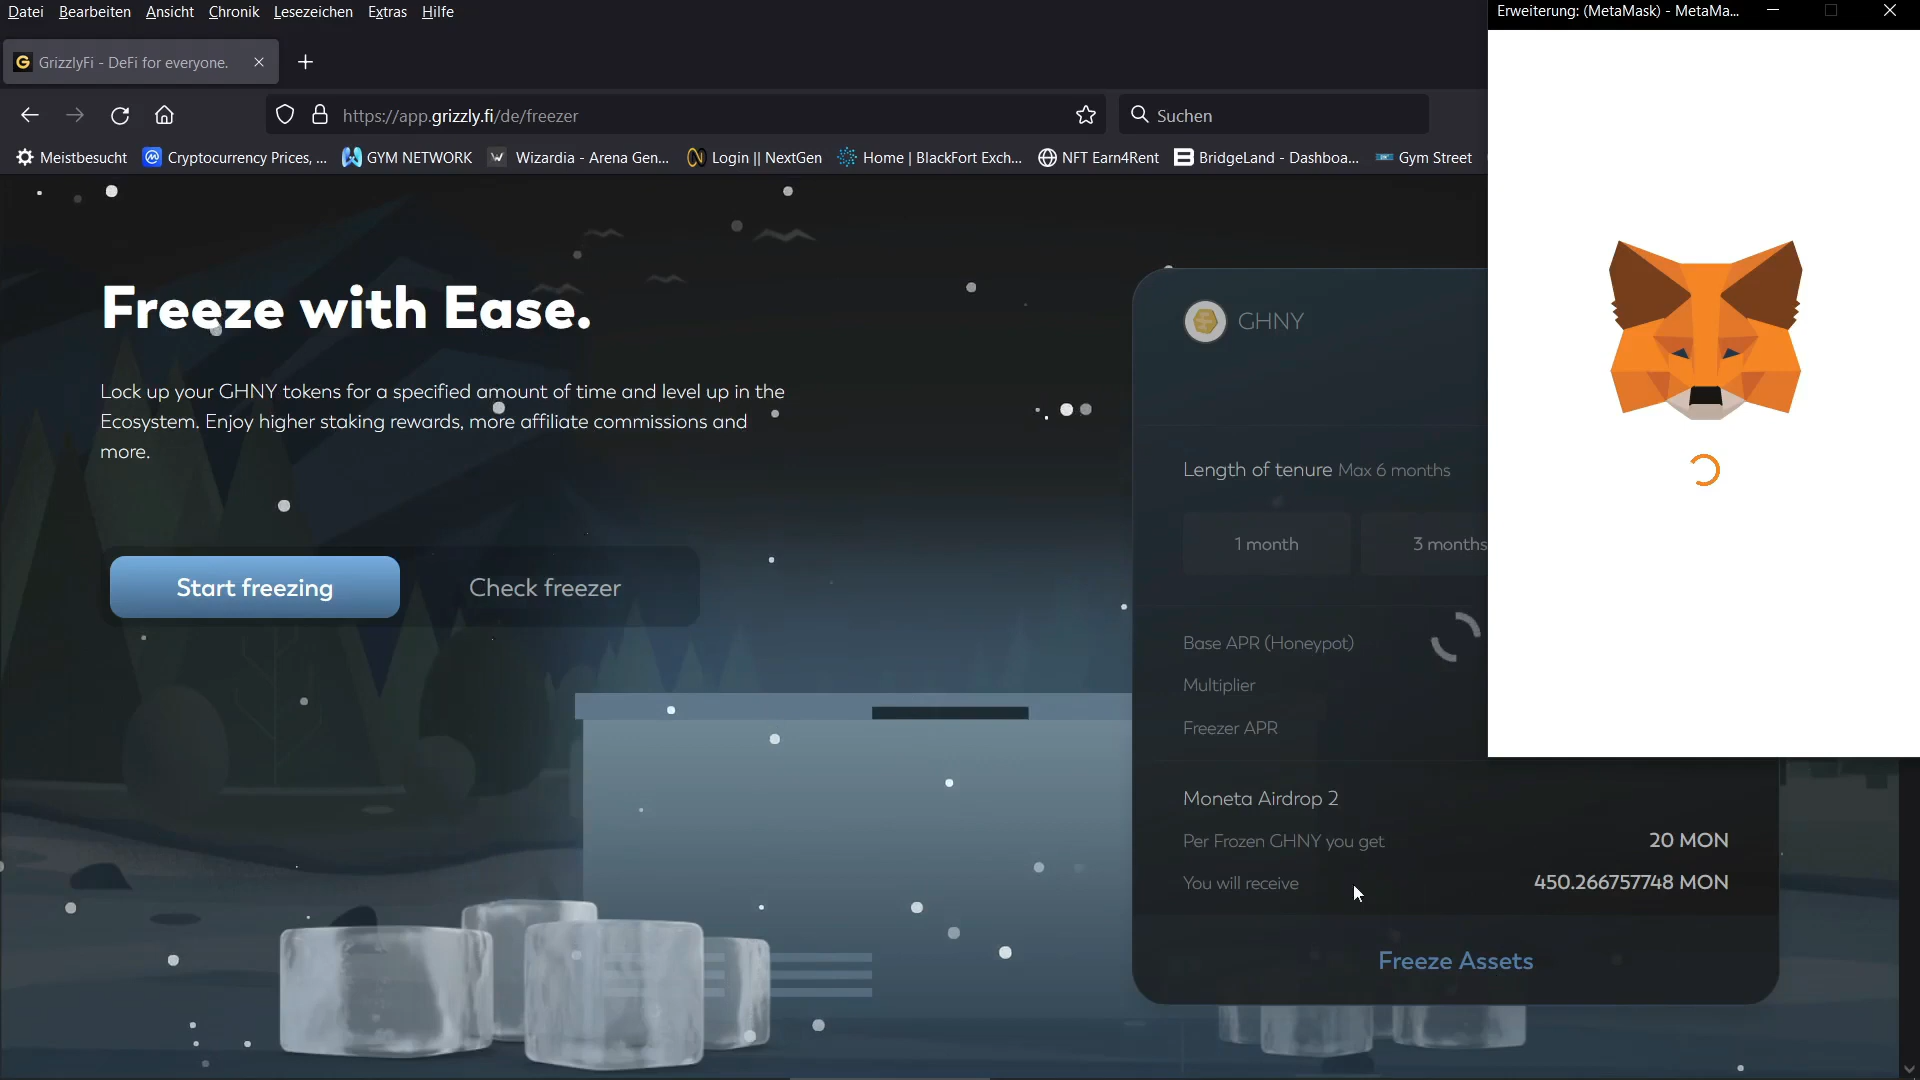 Datei Bearbeiten Ansicht Chronik Lesezeichen Extras Hilfe
Erweiterung: (MetaMask) - MetaMa...
GrizzlyFi - DeFi for everyone.
https://app.grizzly.fi/de/freezer
Suchen
Meistbesucht Cryptocurrency Prices, ... GYM NETWORK Wizardia - Arena Gen... Login || NextGen Home | BlackFort Exch... NFT Earn4Rent BridgeLand - Dashboa... Gym Street
Freeze with Ease.
Lock up your GHNY tokens for a specified amount of time and level up in the
Ecosystem. Enjoy higher staking rewards, more affiliate commissions and
more.
Start freezing Check freezer
GHNY
Length of tenure Max 6 months
1 month 3 months
Base APR (Honeypot)
Multiplier
Freezer APR
Moneta Airdrop 2
Per Frozen GHNY you get 20 MON
You will receive 450.266757748 MON
Freeze Assets